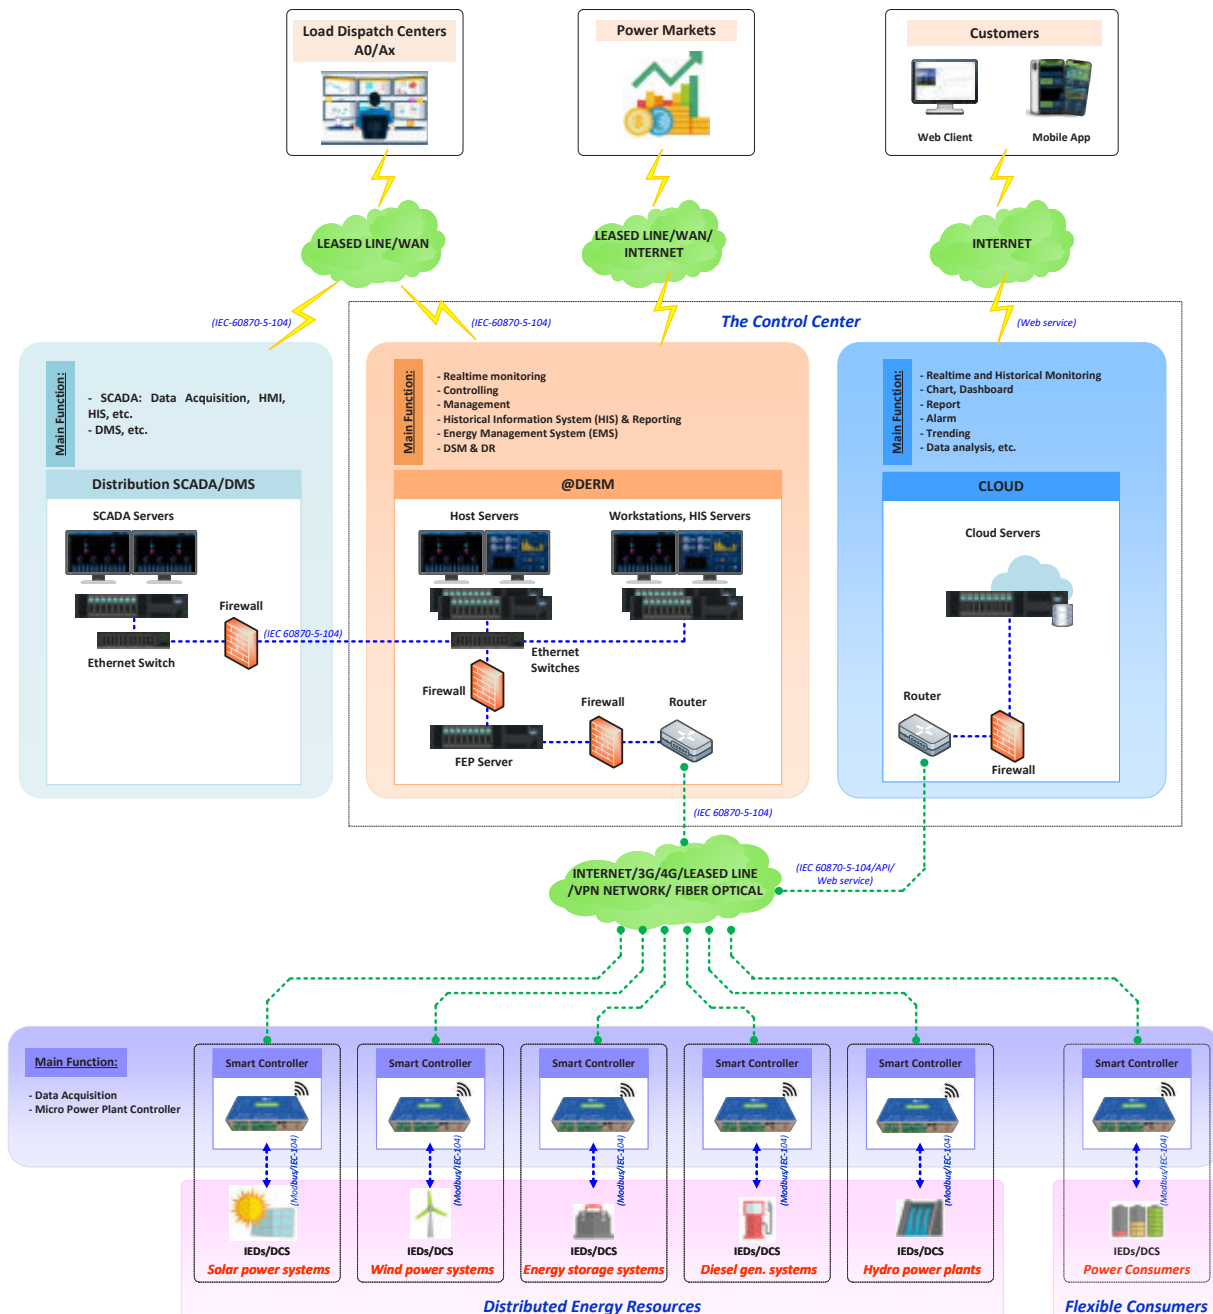 Load Dispatch Centers
A0/Ax
Power Markets
Customers
Web Client
Mobile App
LEASED LINE/WAN
LEASED LINE/WAN/
INTERNET
INTERNET
(IEC-60870-5-104)
(IEC-60870-5-104)
The Control Center
(Web service)
Main Function:
- SCADA: Data Acquisition, HMI,
HIS, etc.
- DMS, etc.
Main Function:
- Realtime monitoring
- Controlling
- Management
- Historical Information System (HIS) & Reporting
- Energy Management System (EMS)
- DSM & DR
Main Function:
- Realtime and Historical Monitoring
- Chart, Dashboard
- Report
- Alarm
- Trending
- Data analysis, etc.
Distribution SCADA/DMS
@DERM
CLOUD
SCADA Servers
Host Servers
Workstations, HIS Servers
Cloud Servers
Firewall
(IEC 60870-5-104)
Ethernet Switch
Ethernet
Switches
Firewall
Firewall
Router
Router
FEP Server
Firewall
(IEC 60870-5-104)
INTERNET/3G/4G/LEASED LINE
/VPN NETWORK/ FIBER OPTICAL
(IEC 60870-5-104/API/
Web service)
Main Function:
- Data Acquisition
- Micro Power Plant Controller
Smart Controller
Smart Controller
Smart Controller
Smart Controller
Smart Controller
Smart Controller
(Modbus/IEC-104)
(Modbus/IEC-104)
(Modbus/IEC-104)
(Modbus/IEC-104)
(Modbus/IEC-104)
(Modbus/IEC-104)
IEDs/DCS
IEDs/DCS
IEDs/DCS
IEDs/DCS
IEDs/DCS
IEDs/DCS
Solar power systems
Wind power systems
Energy storage systems
Diesel gen. systems
Hydro power plants
Power Consumers
Distributed Energy Resources
Flexible Consumers